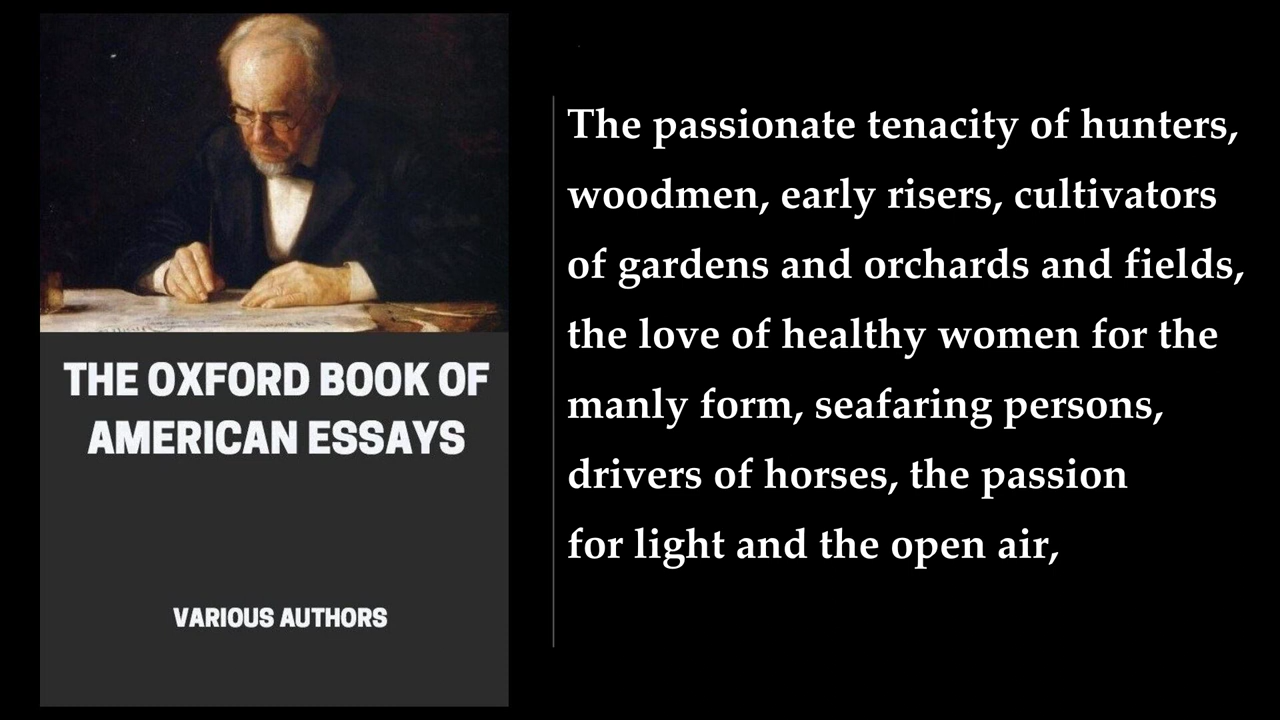 THE OXFORD BOOK OF
AMERICAN ESSAYS
VARIOUS AUTHORS
The passionate tenacity of hunters,
woodmen, early risers, cultivators
of gardens and orchards and fields,
the love of healthy women for the
manly form, seafaring persons,
drivers of horses, the passion
for light and the open air,